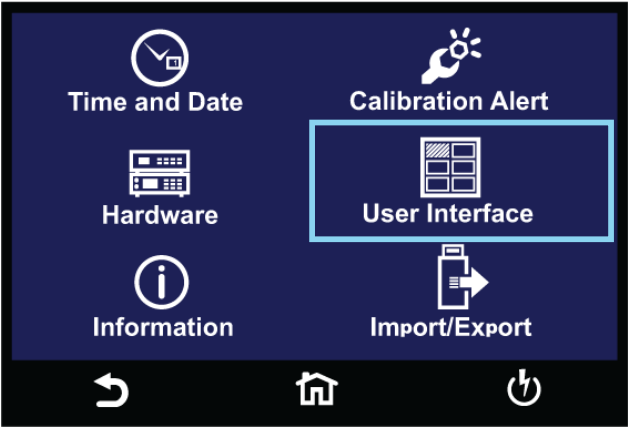 Time and Date
Calibration Alert
Hardware
User Interface
Information
Import/Export